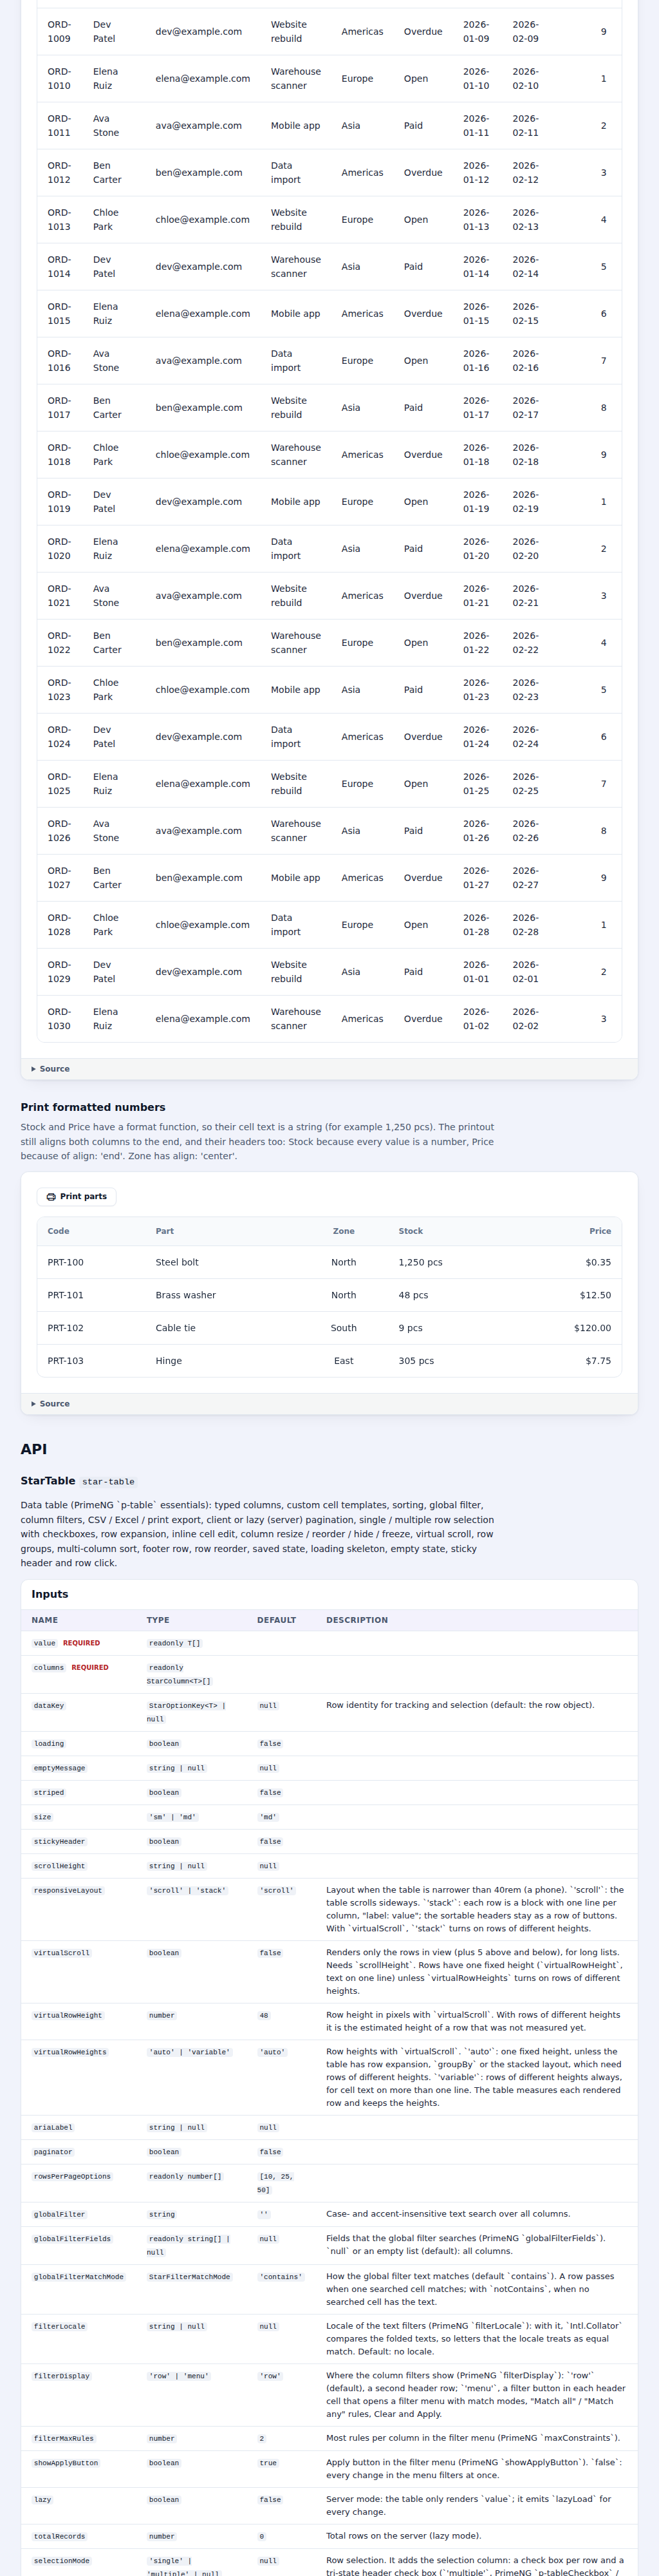 ORD-1009 Dev Patel dev@example.com Website rebuild Americas Overdue 2026-01-09 2026-02-09 9
ORD-1010 Elena Ruiz elena@example.com Warehouse scanner Europe Open 2026-01-10 2026-02-10 1
ORD-1011 Ava Stone ava@example.com Mobile app Asia Paid 2026-01-11 2026-02-11 2
ORD-1012 Ben Carter ben@example.com Data import Americas Overdue 2026-01-12 2026-02-12 3
ORD-1013 Chloe Park chloe@example.com Website rebuild Europe Open 2026-01-13 2026-02-13 4
ORD-1014 Dev Patel dev@example.com Warehouse scanner Asia Paid 2026-01-14 2026-02-14 5
ORD-1015 Elena Ruiz elena@example.com Mobile app Americas Overdue 2026-01-15 2026-02-15 6
ORD-1016 Ava Stone ava@example.com Data import Europe Open 2026-01-16 2026-02-16 7
ORD-1017 Ben Carter ben@example.com Website rebuild Asia Paid 2026-01-17 2026-02-17 8
ORD-1018 Chloe Park chloe@example.com Warehouse scanner Americas Overdue 2026-01-18 2026-02-18 9
ORD-1019 Dev Patel dev@example.com Mobile app Europe Open 2026-01-19 2026-02-19 1
ORD-1020 Elena Ruiz elena@example.com Data import Asia Paid 2026-01-20 2026-02-20 2
ORD-1021 Ava Stone ava@example.com Website rebuild Americas Overdue 2026-01-21 2026-02-21 3
ORD-1022 Ben Carter ben@example.com Warehouse scanner Europe Open 2026-01-22 2026-02-22 4
ORD-1023 Chloe Park chloe@example.com Mobile app Asia Paid 2026-01-23 2026-02-23 5
ORD-1024 Dev Patel dev@example.com Data import Americas Overdue 2026-01-24 2026-02-24 6
ORD-1025 Elena Ruiz elena@example.com Website rebuild Europe Open 2026-01-25 2026-02-25 7
ORD-1026 Ava Stone ava@example.com Warehouse scanner Asia Paid 2026-01-26 2026-02-26 8
ORD-1027 Ben Carter ben@example.com Mobile app Americas Overdue 2026-01-27 2026-02-27 9
ORD-1028 Chloe Park chloe@example.com Data import Europe Open 2026-01-28 2026-02-28 1
ORD-1029 Dev Patel dev@example.com Website rebuild Asia Paid 2026-01-01 2026-02-01 2
ORD-1030 Elena Ruiz elena@example.com Warehouse scanner Americas Overdue 2026-01-02 2026-02-02 3
Source
Print formatted numbers
Stock and Price have a format function, so their cell text is a string (for example 1,250 pcs). The printout
still aligns both columns to the end, and their headers too: Stock because every value is a number, Price
because of align: 'end'. Zone has align: 'center'.
Print parts
Code Part Zone Stock Price
PRT-100 Steel bolt North 1,250 pcs $0.35
PRT-101 Brass washer North 48 pcs $12.50
PRT-102 Cable tie South 9 pcs $120.00
PRT-103 Hinge East 305 pcs $7.75
Source
API
StarTable star-table
Data table (PrimeNG `p-table` essentials): typed columns, custom cell templates, sorting, global filter,
column filters, CSV / Excel / print export, client or lazy (server) pagination, single / multiple row selection
with checkboxes, row expansion, inline cell edit, column resize / reorder / hide / freeze, virtual scroll, row
groups, multi-column sort, footer row, row reorder, saved state, loading skeleton, empty state, sticky
header and row click.
Inputs
NAME TYPE DEFAULT DESCRIPTION
value REQUIRED readonly T[]
columns REQUIRED readonly StarColumn<T>[]
dataKey StarOptionKey<T> | null null Row identity for tracking and selection (default: the row object).
loading boolean false
emptyMessage string | null null
striped boolean false
size 'sm' | 'md' 'md'
stickyHeader boolean false
scrollHeight string | null null
responsiveLayout 'scroll' | 'stack' 'scroll' Layout when the table is narrower than 40rem (a phone). `'scroll'`: the
table scrolls sideways. `'stack'`: each row is a block with one line per
column, "label: value"; the sortable headers stay as a row of buttons.
With `virtualScroll`, `'stack'` turns on rows of different heights.
virtualScroll boolean false Renders only the rows in view (plus 5 above and below), for long lists.
Needs `scrollHeight`. Rows have one fixed height (`virtualRowHeight`,
text on one line) unless `virtualRowHeights` turns on rows of different
heights.
virtualRowHeight number 48 Row height in pixels with `virtualScroll`. With rows of different heights
it is the estimated height of a row that was not measured yet.
virtualRowHeights 'auto' | 'variable' 'auto' Row heights with `virtualScroll`. `'auto'`: one fixed height, unless the
table has row expansion, `groupBy` or the stacked layout, which need
rows of different heights. `'variable'`: rows of different heights always,
for cell text on more than one line. The table measures each rendered
row and keeps the heights.
ariaLabel string | null null
paginator boolean false
rowsPerPageOptions readonly number[] [10, 25, 50]
globalFilter string '' Case- and accent-insensitive text search over all columns.
globalFilterFields readonly string[] | null null Fields that the global filter searches (PrimeNG `globalFilterFields`).
`null` or an empty list (default): all columns.
globalFilterMatchMode StarFilterMatchMode 'contains' How the global filter text matches (default `contains`). A row passes
when one searched cell matches; with `notContains`, when no
searched cell has the text.
filterLocale string | null null Locale of the text filters (PrimeNG `filterLocale`): with it, `Intl.Collator`
compares the folded texts, so letters that the locale treats as equal
match. Default: no locale.
filterDisplay 'row' | 'menu' 'row' Where the column filters show (PrimeNG `filterDisplay`): `'row'`
(default), a second header row; `'menu'`, a filter button in each header
cell that opens a filter menu with match modes, "Match all" / "Match
any" rules, Clear and Apply.
filterMaxRules number 2 Most rules per column in the filter menu (PrimeNG `maxConstraints`).
showApplyButton boolean true Apply button in the filter menu (PrimeNG `showApplyButton`). `false`:
every change in the menu filters at once.
lazy boolean false Server mode: the table only renders `value`; it emits `lazyLoad` for
every change.
totalRecords number 0 Total rows on the server (lazy mode).
selectionMode 'single' | 'multiple' | null null Row selection. It adds the selection column: a check box per row and a
tri-state header check box (`'multiple'`, PrimeNG `p-tableCheckbox` /